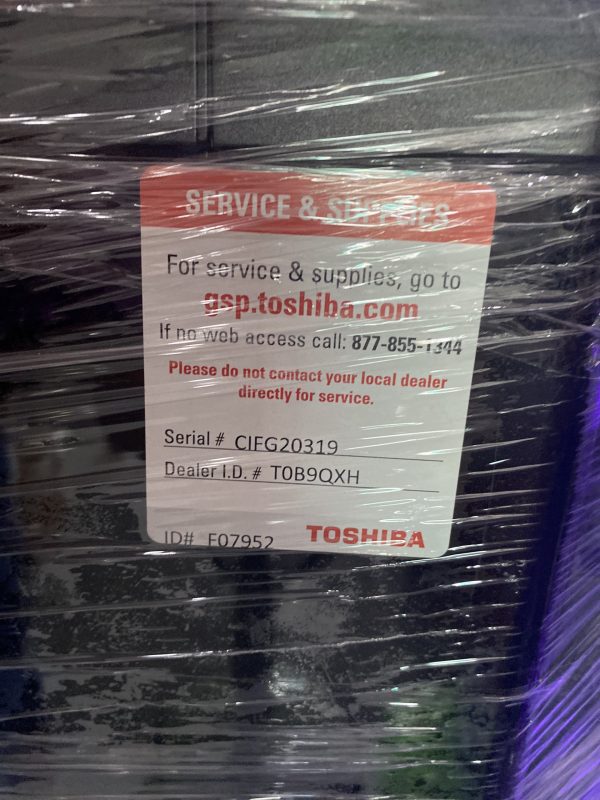 SERVICE & SUPPLIES
For service & supplies, go to
gsp.toshiba.com
If no web access call: 877-855-1344
Please do not contact your local dealer
directly for service.
Serial # CIFG20319
Dealer I.D. # T0B9QXH
ID# F07952 TOSHIBA